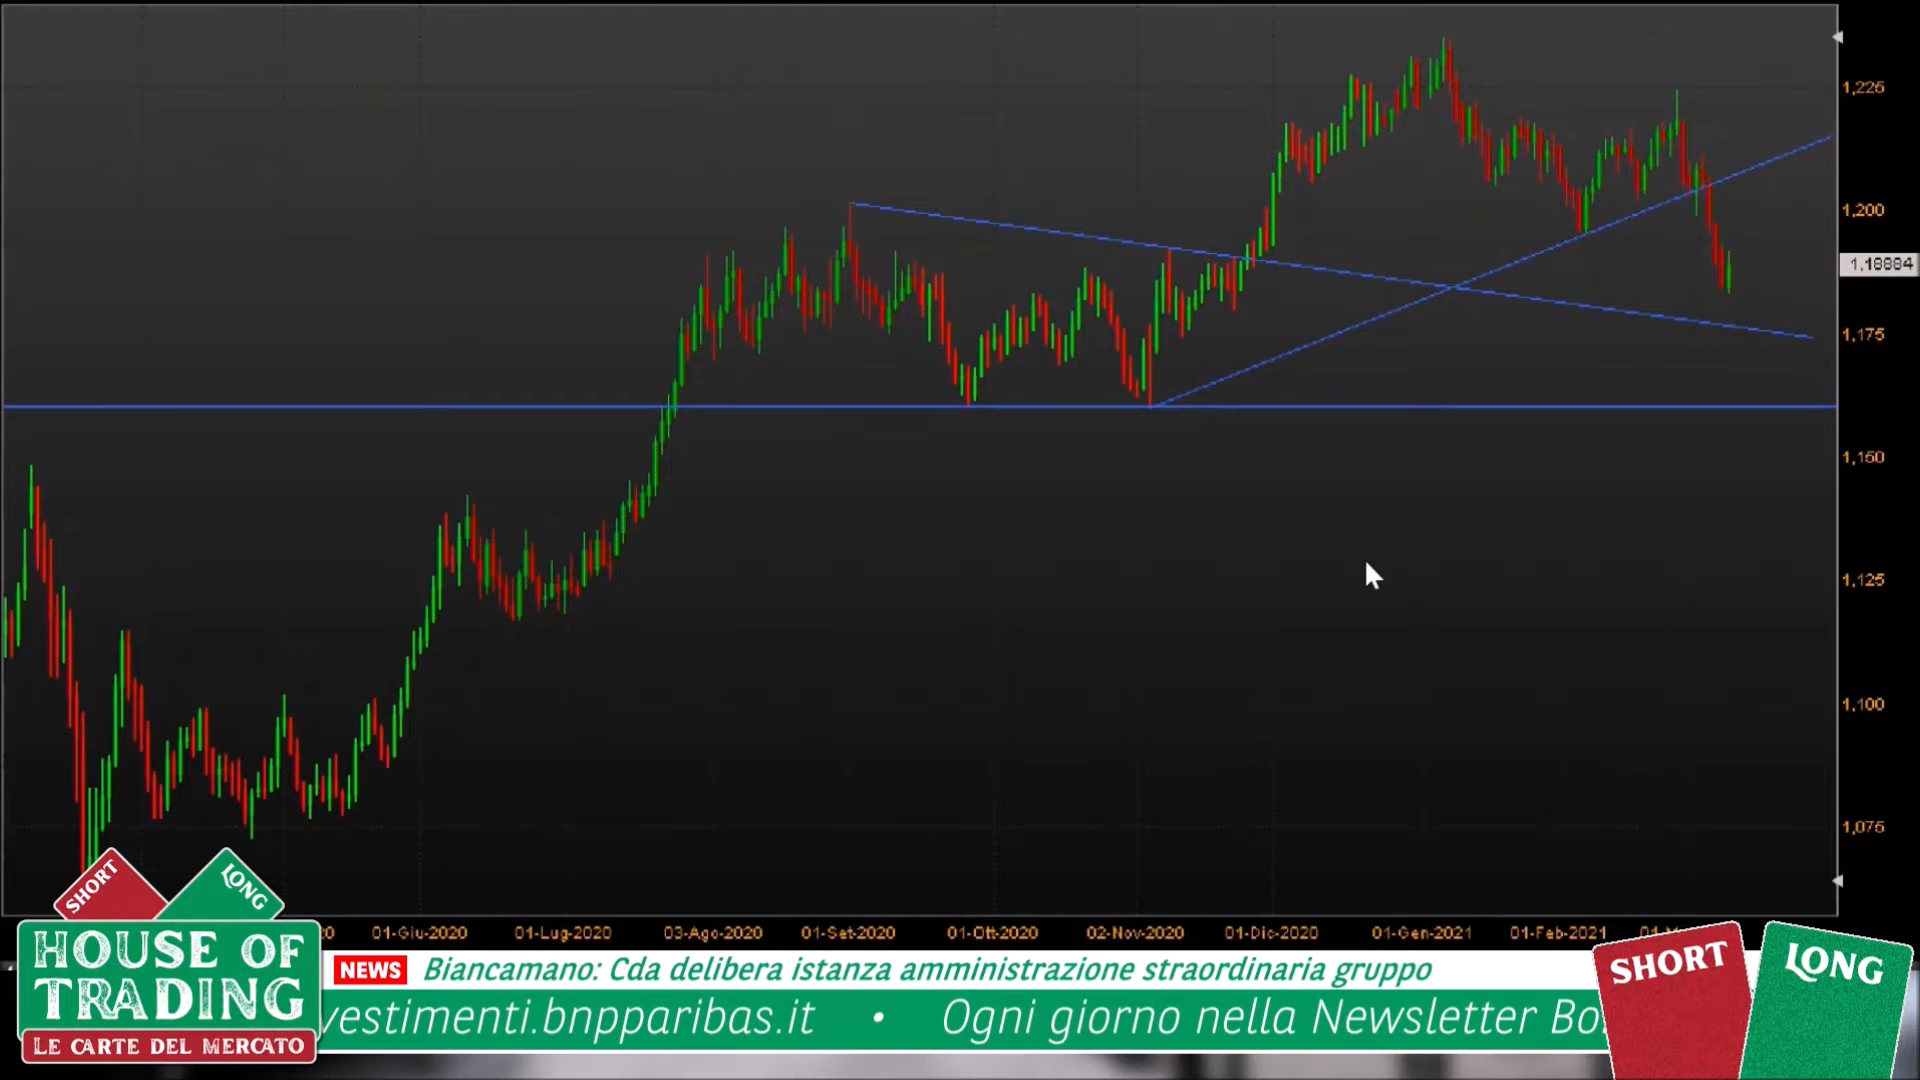 1,225
1,200
1,18884
1,175
1,150
1,125
1,100
1,075
01-Giu-2020
01-Lug-2020
03-Ago-2020
01-Set-2020
01-Ott-2020
02-Nov-2020
01-Dic-2020
01-Gen-2021
01-Feb-2021
SHORT
LONG
HOUSE OF
TRADING
LE CARTE DEL MERCATO
NEWS Biancamano: Cda delibera istanza amministrazione straordinaria gruppo
vestimenti.bnpparibas.it • Ogni giorno nella Newsletter Bo
SHORT
LONG